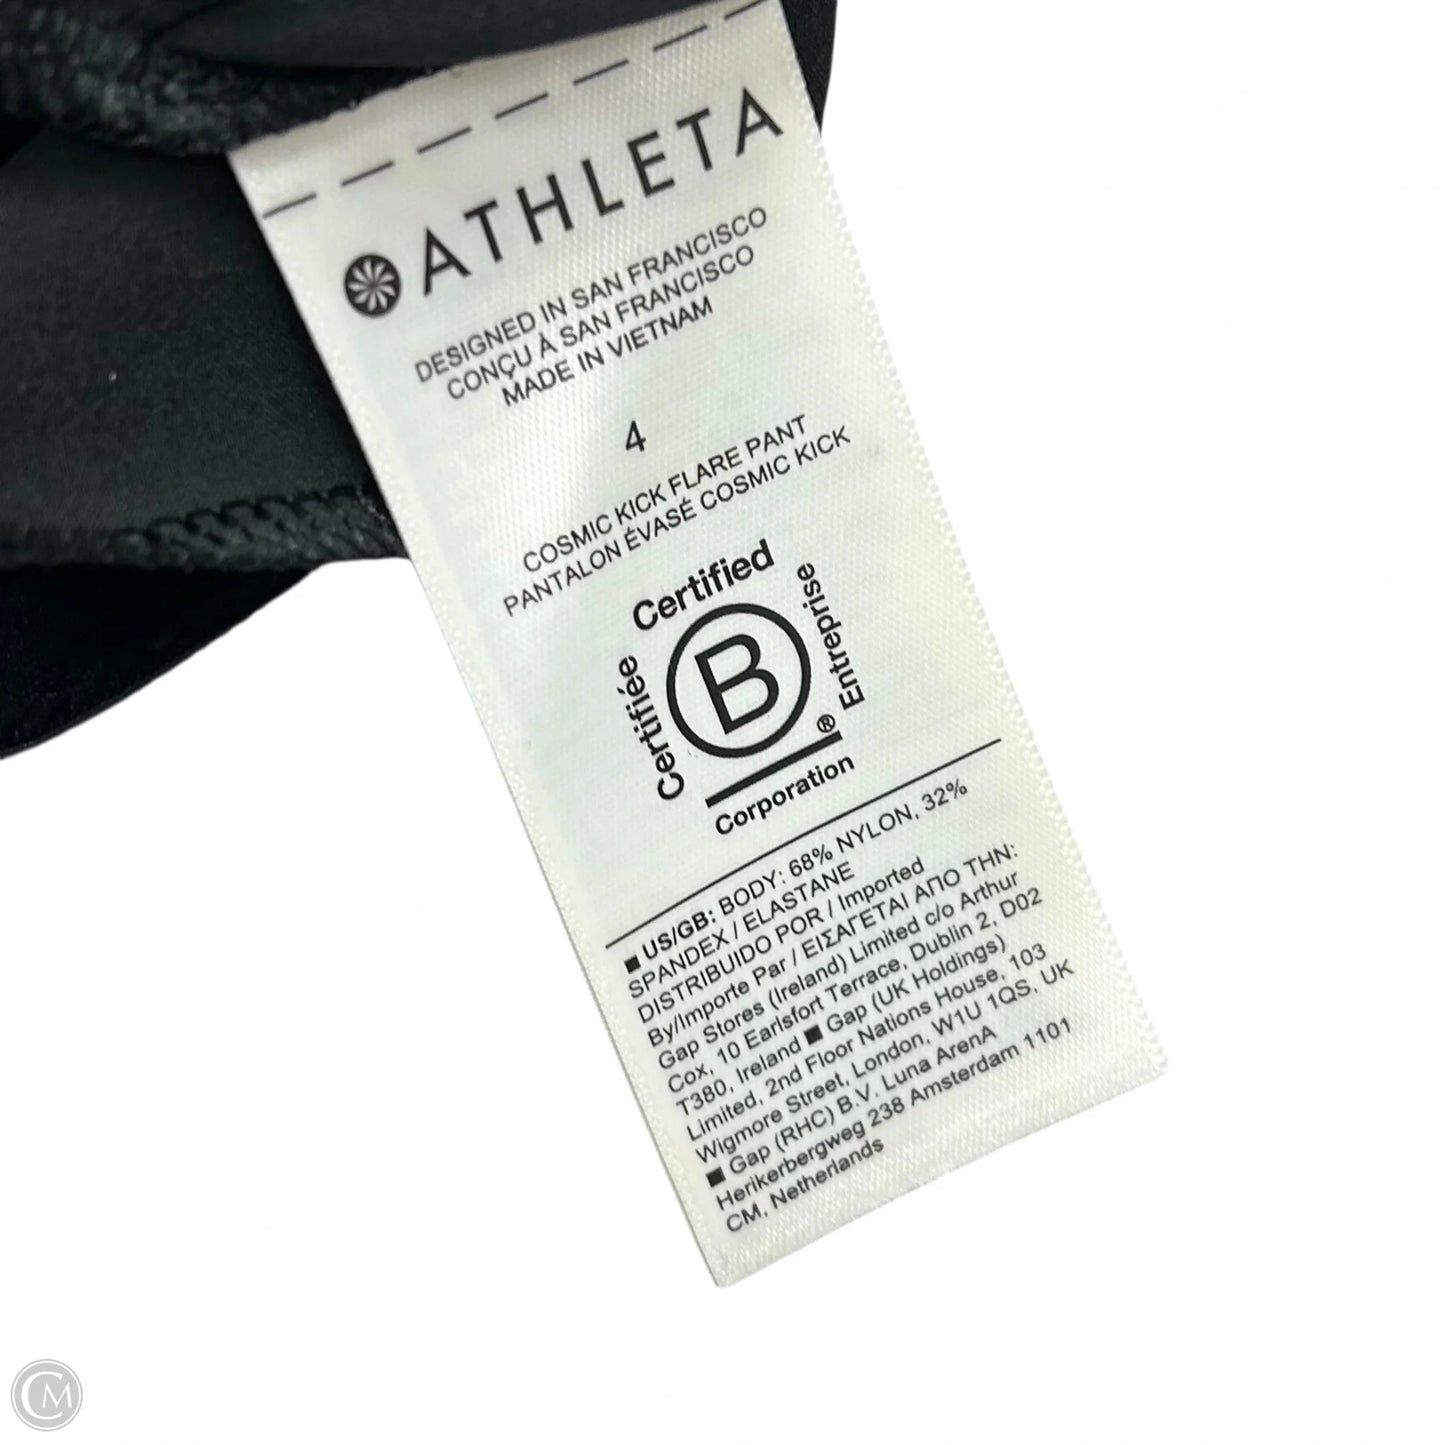 ATHLETA
DESIGNED IN SAN FRANCISCO
CONÇU À SAN FRANCISCO
MADE IN VIETNAM
4
COSMIC KICK FLARE PANT
PANTALON ÉVASÉ COSMIC KICK
Certified
Certifiée
B
Entreprise
®
Corporation
■ US/GB: BODY: 68% NYLON, 32%
SPANDEX / ELASTANE
DISTRIBUIDO POR / Imported
By/Importe Par / ΕΙΣΑΓΕΤΑΙ ΑΠΟ ΤΗΝ:
Gap Stores (Ireland) Limited c/o Arthur
Cox, 10 Earlsfort Terrace, Dublin 2, D02
T380, Ireland ■ Gap (UK Holdings)
Limited, 2nd Floor Nations House, 103
Wigmore Street, London, W1U 1QS, UK
■ Gap (RHC) B.V. Luna ArenA
Herikerbergweg 238 Amsterdam 1101
CM, Netherlands
CM